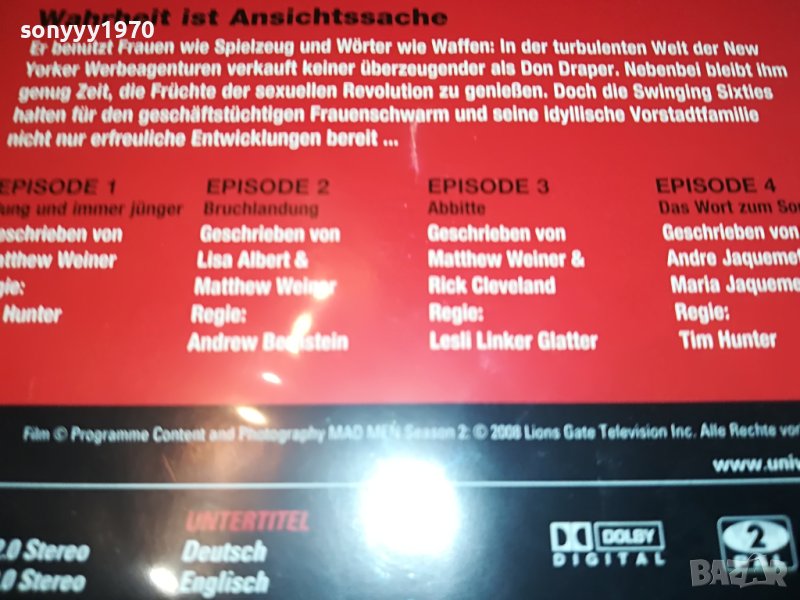 sonyyy1970
Wahrheit ist Ansichtssache
Er benutzt Frauen wie Spielzeug und Wörter wie Waffen: In der turbulenten Welt der New
Yorker Werbeagenturen verkauft keiner überzeugender als Don Draper. Nebenbei bleibt ihm
genug Zeit, die Früchte der sexuellen Revolution zu genießen. Doch die Swinging Sixties
halten für den geschäftstüchtigen Frauenschwarm und seine idyllische Vorstadtfamilie
nicht nur erfreuliche Entwicklungen bereit ...
EPISODE 1
und immer jünger
Geschrieben von
Matthew Weiner
Regie:
Hunter
EPISODE 2
Bruchlandung
Geschrieben von
Lisa Albert &
Matthew Weiner
Regie:
Andrew Bernstein
EPISODE 3
Abbitte
Geschrieben von
Matthew Weiner &
Rick Cleveland
Regie:
Lesli Linker Glatter
EPISODE 4
Das Wort zum
Geschrieben von
Andre
Maria
Regie:
Tim Hunter
Film © Programme Content and Photography MAD MEN Season 2: © 2008 Lions Gate Television Inc. Alle Rechte
www.univ
2.0 Stereo
.0 Stereo
UNTERTITEL
Deutsch
Englisch
DOLBY
DIGITAL
2
PAL
BAZAR